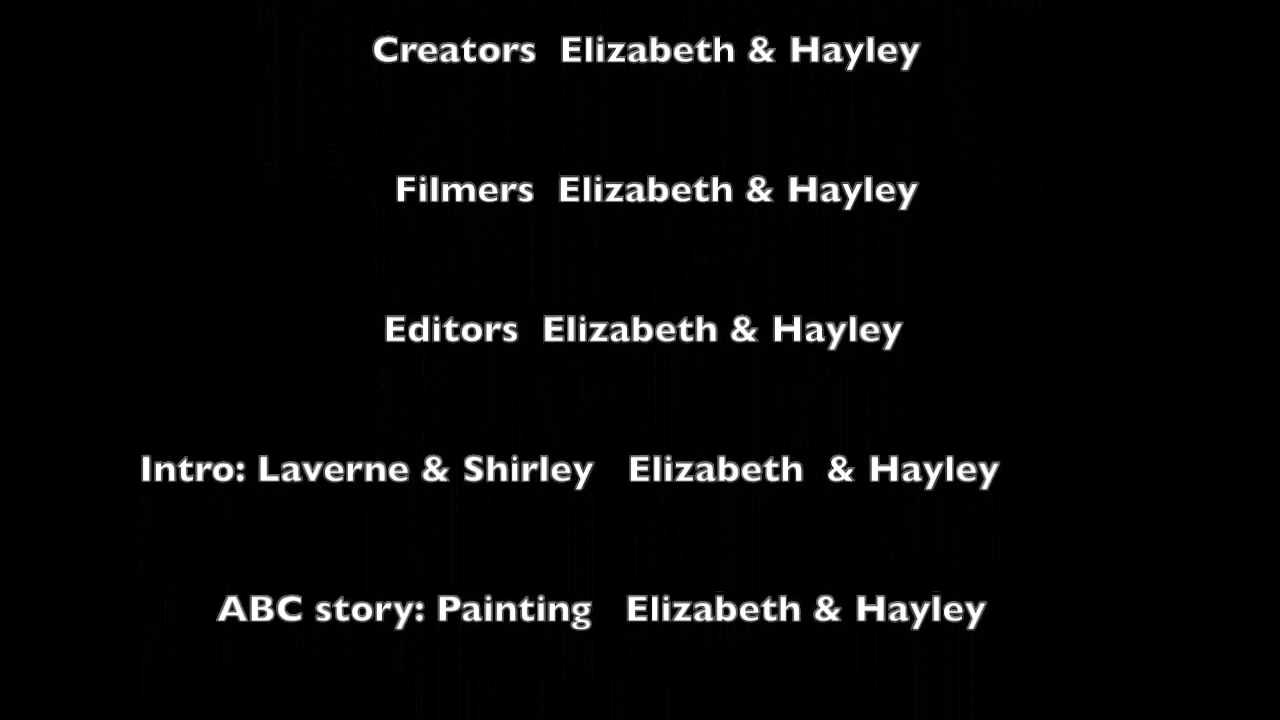 Creators Elizabeth & Hayley
Filmers Elizabeth & Hayley
Editors Elizabeth & Hayley
Intro: Laverne & Shirley Elizabeth & Hayley
ABC story: Painting Elizabeth & Hayley